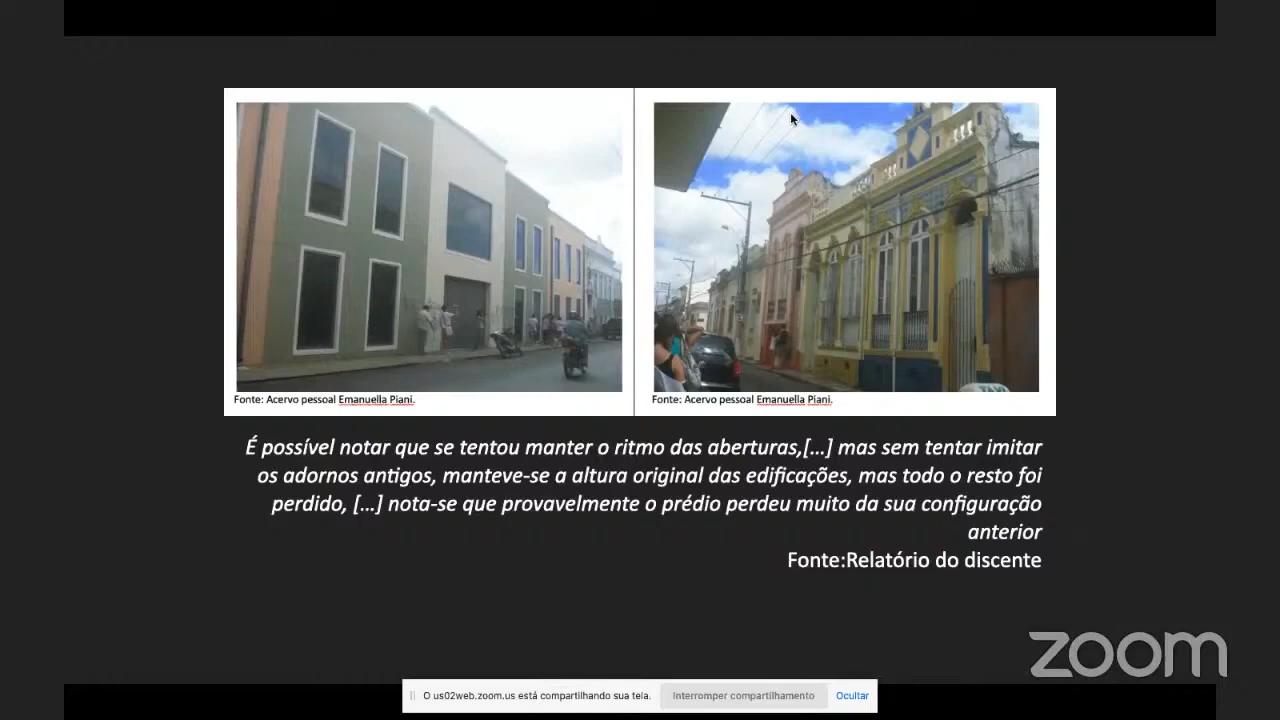 Fonte: Acervo pessoal Emanuella Piani.
Fonte: Acervo pessoal Emanuella Piani.
É possível notar que se tentou manter o ritmo das aberturas,[...] mas sem tentar imitar
os adornos antigos, manteve-se a altura original das edificações, mas todo o resto foi
perdido, [...] nota-se que provavelmente o prédio perdeu muito da sua configuração
anterior
Fonte:Relatório do discente
zoom
O us02web.zoom.us está compartilhando sua tela.
Interromper compartilhamento
Ocultar